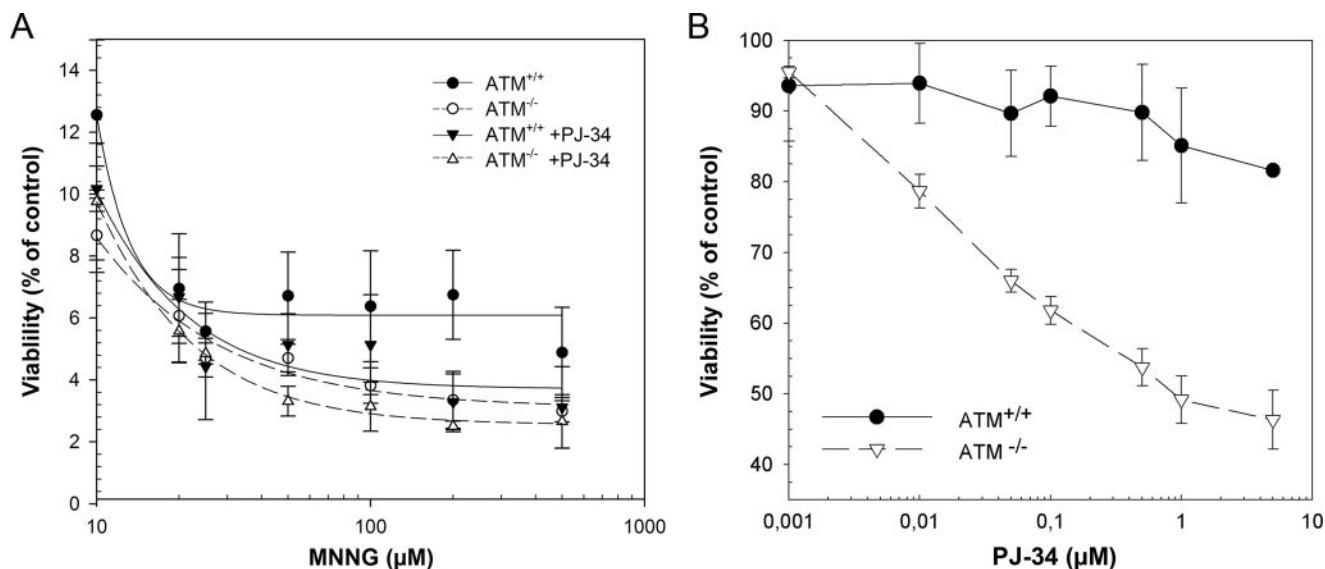 A
Viablility (% of control)
14
12
10
8
6
4
2
0
10
100
1000
MNNG (µM)
ATM+/+
ATM-/-
ATM+/+ +PJ-34
ATM-/- +PJ-34
B
Viability (% of control)
100
90
80
70
60
50
40
0,001
0,01
0,1
1
10
PJ-34 (µM)
ATM+/+
ATM -/-